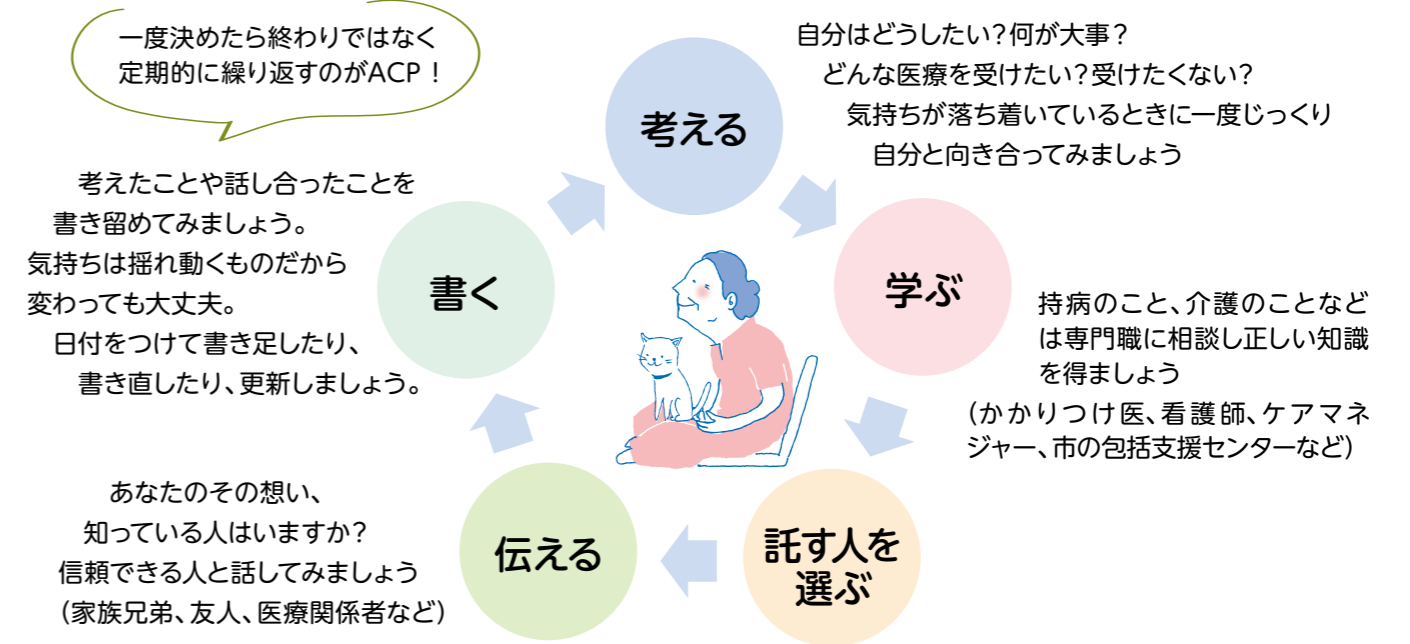 一度決めたら終わりではなく
定期的に繰り返すのがACP！
考える
自分はどうしたい？何が大事？
どんな医療を受けたい？受けたくない？
気持ちが落ち着いているときに一度じっくり
自分と向き合ってみましょう
学ぶ
持病のこと、介護のことなど
は専門職に相談し正しい知識
を得ましょう
（かかりつけ医、看護師、ケアマネ
ジャー、市の包括支援センターなど）
託す人を
選ぶ
伝える
あなたのその想い、
知っている人はいますか？
信頼できる人と話してみましょう
（家族兄弟、友人、医療関係者など）
書く
考えたことや話し合ったことを
書き留めてみましょう。
気持ちは揺れ動くものだから
変わっても大丈夫。
日付をつけて書き足したり、
書き直したり、更新しましょう。